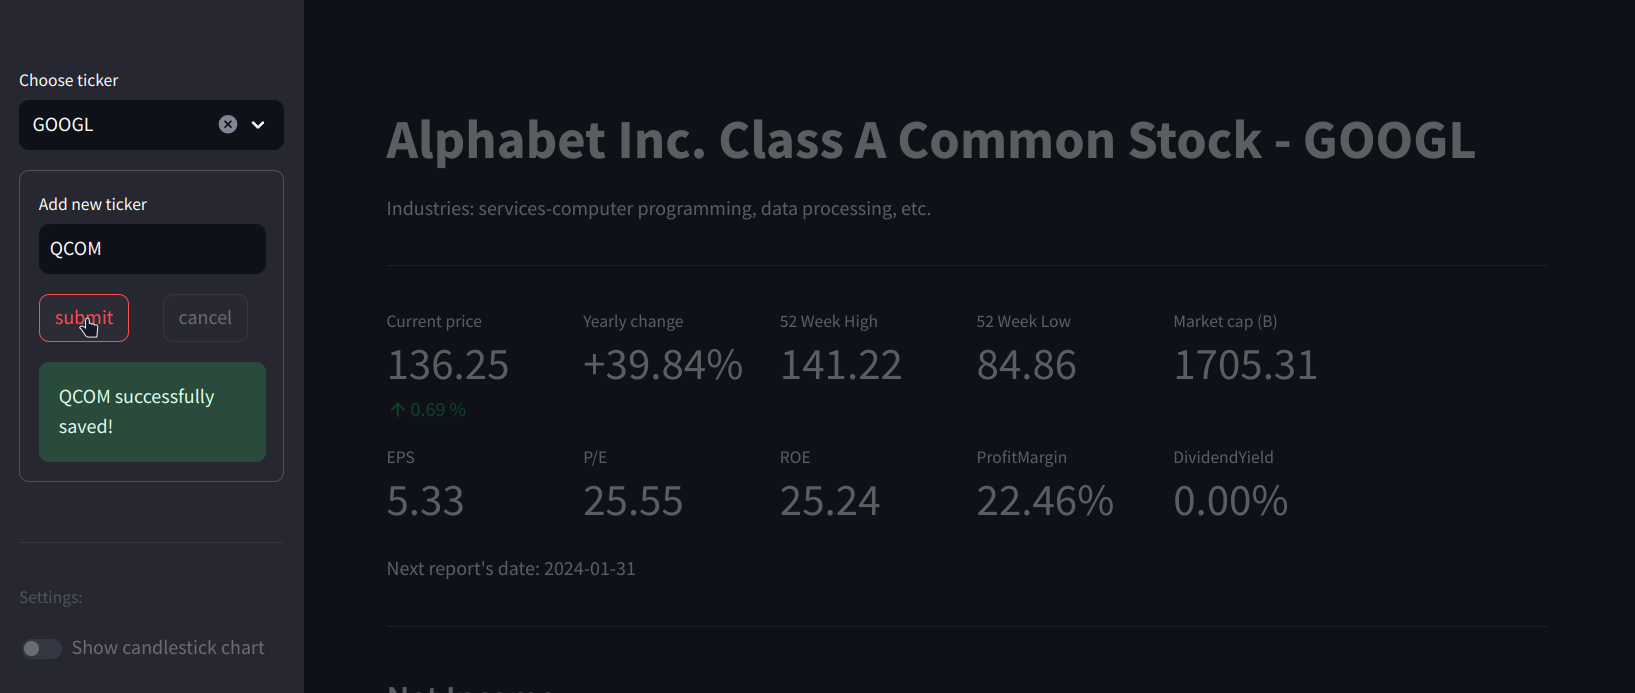 Choose ticker
GOOGL
Add new ticker
QCOM
submit
cancel
QCOM successfully
saved!
Settings:
Show candlestick chart
Alphabet Inc. Class A Common Stock - GOOGL
Industries: services-computer programming, data processing, etc.
Current price
136.25
0.69 %
Yearly change
+39.84%
52 Week High
141.22
52 Week Low
84.86
Market cap (B)
1705.31
EPS
5.33
P/E
25.55
ROE
25.24
ProfitMargin
22.46%
DividendYield
0.00%
Next report's date: 2024-01-31